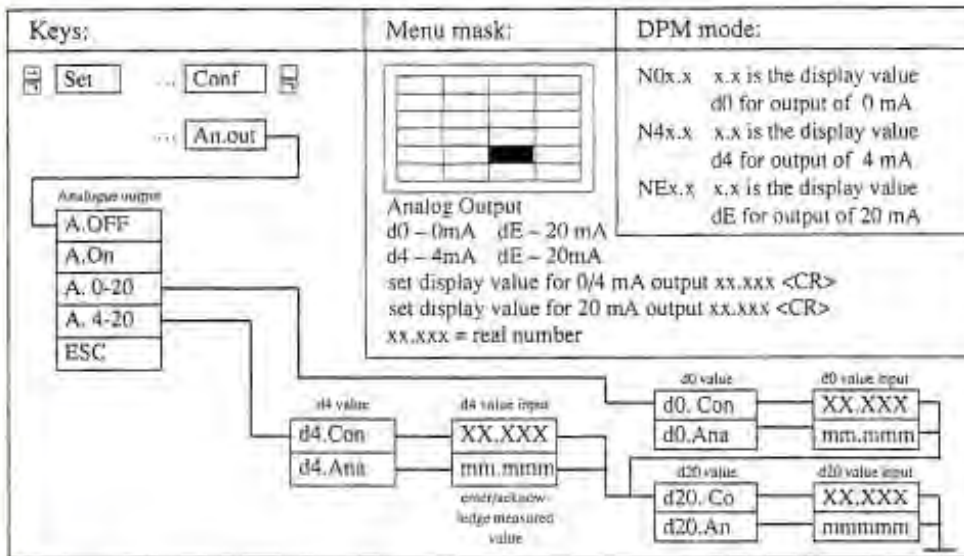 Keys:
Set ... Conf
... An.out
Analogue output
A.OFF
A.On
A. 0-20
A. 4-20
ESC
Menu mask:
Analog Output
d0 – 0mA dE – 20 mA
d4 – 4mA dE – 20mA
set display value for 0/4 mA output xx.xxx <CR>
set display value for 20 mA output xx.xxx <CR>
xx.xxx = real number
DPM mode:
N0x.x x.x is the display value
d0 for output of 0 mA
N4x.x x.x is the display value
d4 for output of 4 mA
NEx.x x.x is the display value
dE for output of 20 mA
d4 value
d4.Con
d4.Ana
d4 value input
XX.XXX
mm.mmm
enter/acknow-
ledge measured
value
d0 value
d0. Con
d0.Ana
d0 value input
XX.XXX
mm.mmm
d20 value
d20. Co
d20.An
d20 value input
XX.XXX
mmmmm